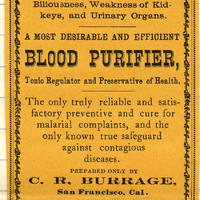 Biliousness, Weakness of Kid-
keys, and Urinary Organs.
A MOST DESIRABLE AND EFFICIENT
BLOOD PURIFIER,
Tonic Regulator and Preservative of Health,
The only truly reliable and satis-
factory preventive and cure for
malarial complaints, and the
only known true safeguard
against contagious
diseases.
PREPARED ONLY BY
C. R. BURRAGE,
San Francisco, Cal.